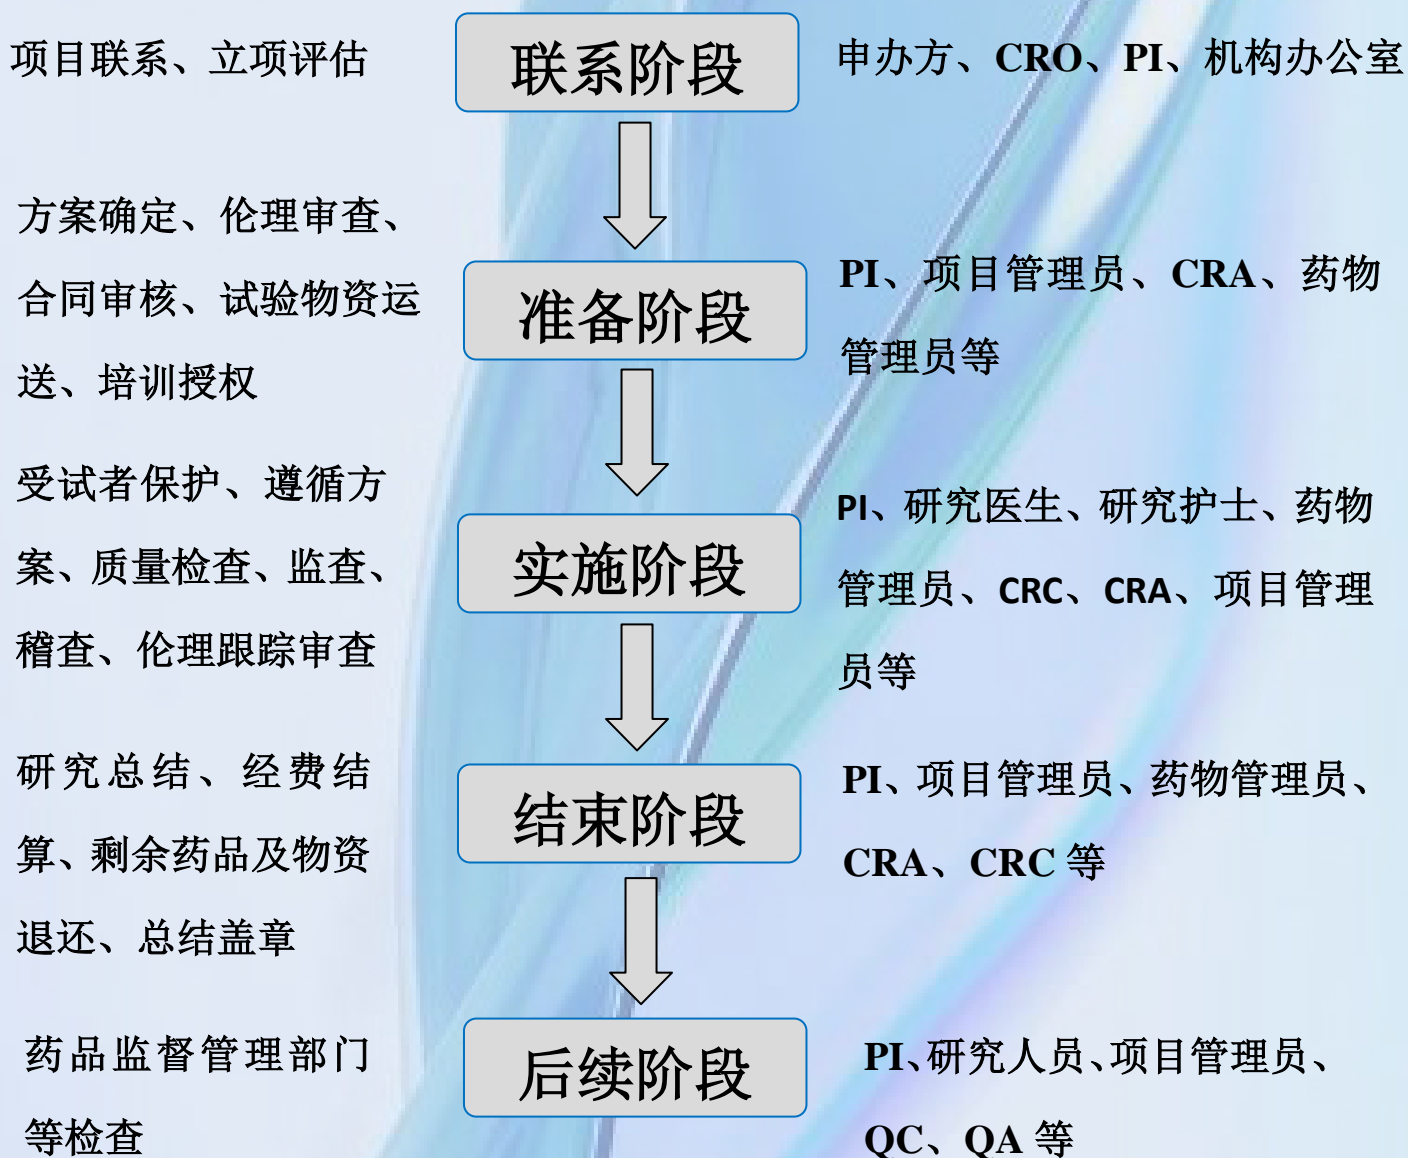 项目联系、立项评估
联系阶段
申办方、CRO、PI、机构办公室
方案确定、伦理审查、
合同审核、试验物资运
送、培训授权
准备阶段
PI、项目管理员、CRA、药物
管理员等
受试者保护、遵循方
案、质量检查、监查、
稽查、伦理跟踪审查
实施阶段
PI、研究医生、研究护士、药物
管理员、CRC、CRA、项目管理
员等
研究总结、经费结
算、剩余药品及物资
退还、总结盖章
结束阶段
PI、项目管理员、药物管理员、
CRA、CRC 等
药品监督管理部门
等检查
后续阶段
PI、研究人员、项目管理员、
QC、QA 等